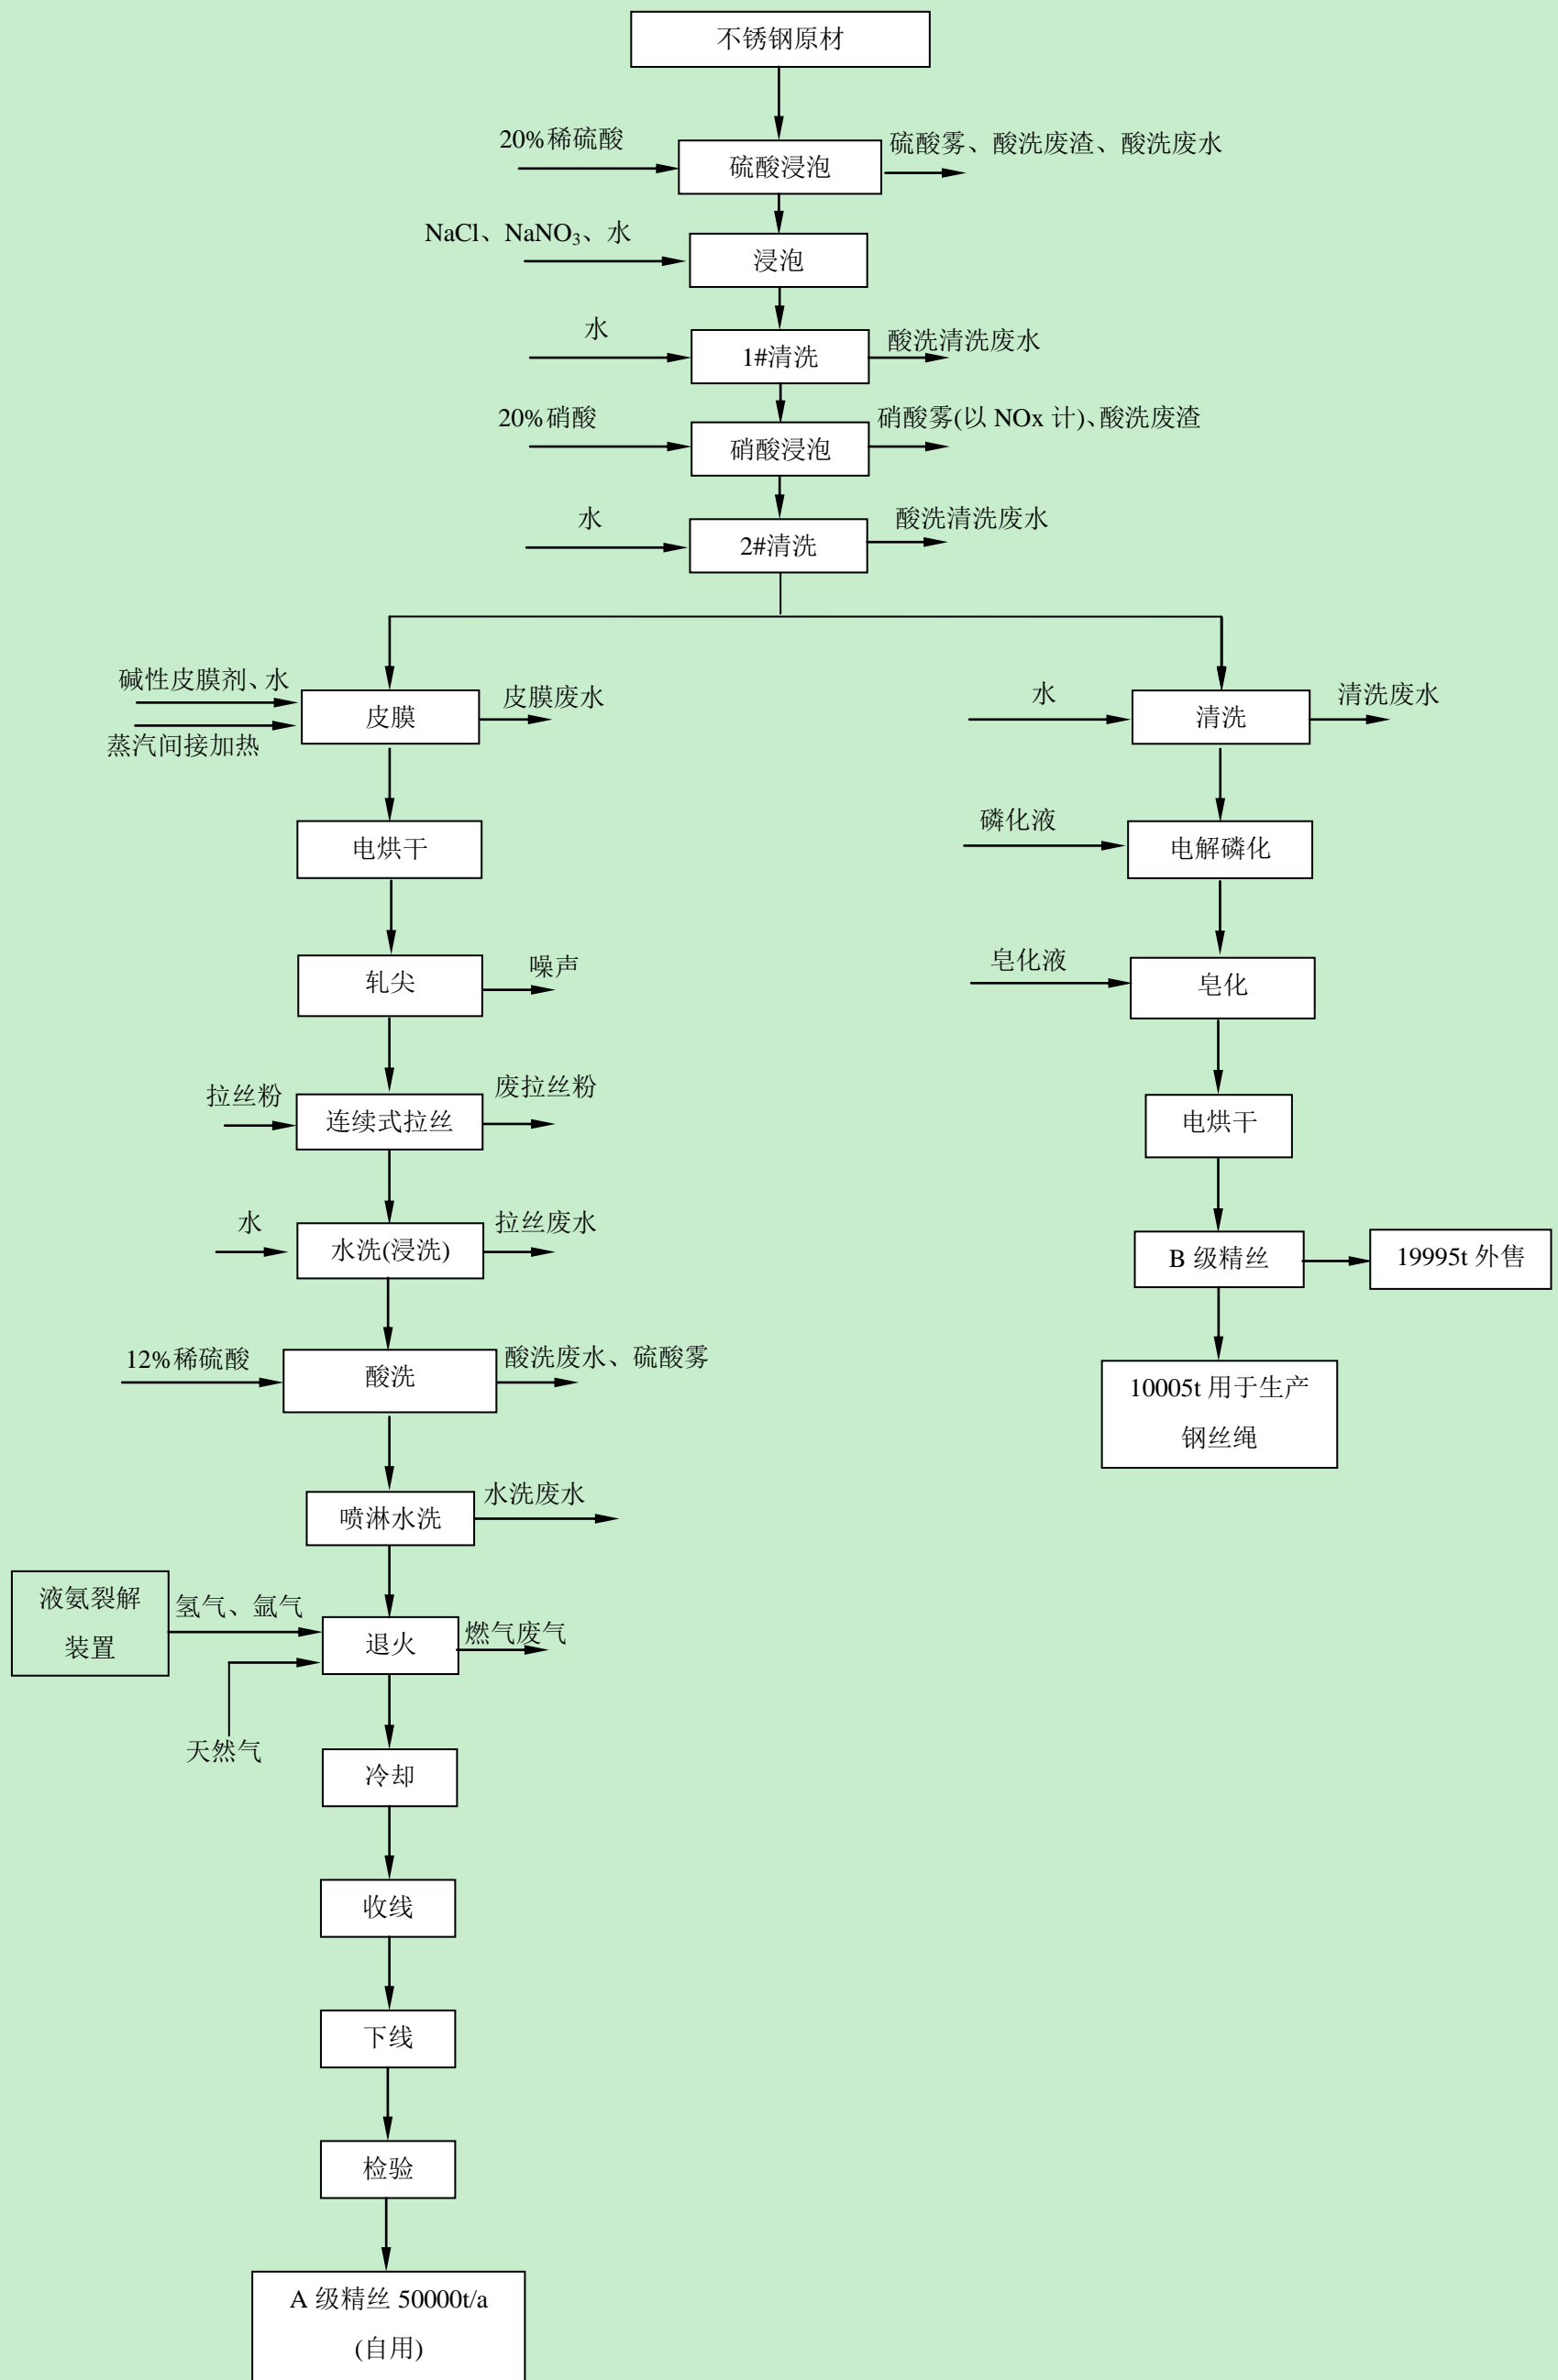 不锈钢原材
20%稀硫酸
硫酸浸泡
硫酸雾、酸洗废渣、酸洗废水
NaCl、NaNO₃、水
浸泡
水
1#清洗
酸洗清洗废水
20%硝酸
硝酸浸泡
硝酸雾(以 NOx 计)、酸洗废渣
水
2#清洗
酸洗清洗废水
碱性皮膜剂、水
蒸汽间接加热
皮膜
皮膜废水
电烘干
轧尖
噪声
拉丝粉
连续式拉丝
废拉丝粉
水
水洗(浸洗)
拉丝废水
12%稀硫酸
酸洗
酸洗废水、硫酸雾
喷淋水洗
水洗废水
液氨裂解
装置
氢气、氩气
天然气
退火
燃气废气
冷却
收线
下线
检验
A 级精丝 50000t/a
(自用)
水
清洗
清洗废水
磷化液
电解磷化
皂化液
皂化
电烘干
B 级精丝
19995t 外售
10005t 用于生产
钢丝绳